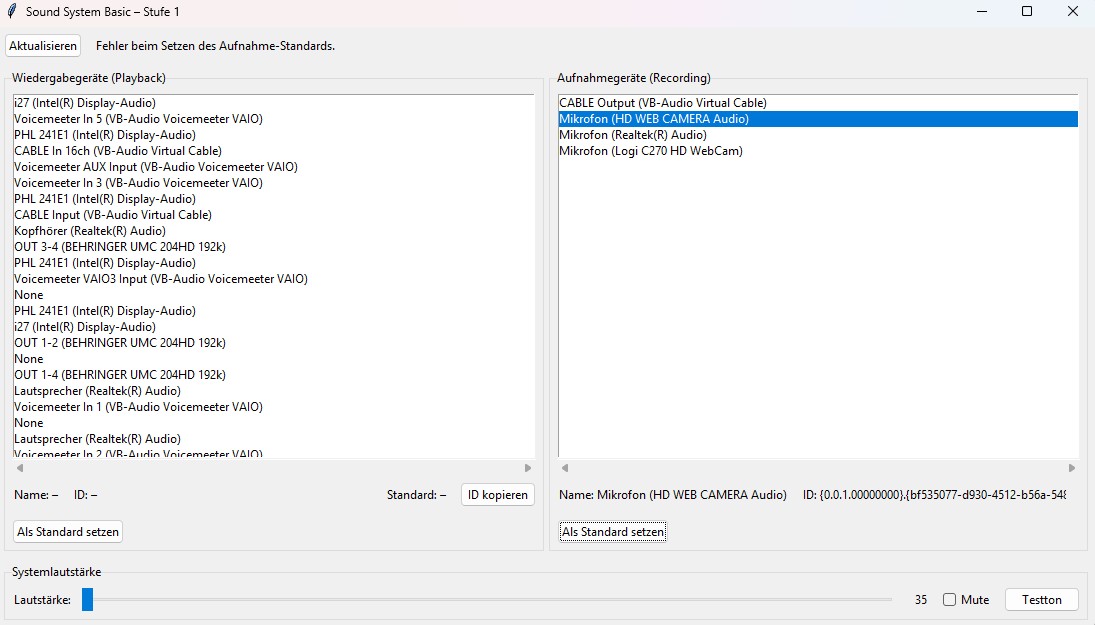 Sound System Basic – Stufe 1
Aktualisieren Fehler beim Setzen des Aufnahme-Standards.
Wiedergabegeräte (Playback)
i27 (Intel(R) Display-Audio)
Voicemeeter In 5 (VB-Audio Voicemeeter VAIO)
PHL 241E1 (Intel(R) Display-Audio)
CABLE In 16ch (VB-Audio Virtual Cable)
Voicemeeter AUX Input (VB-Audio Voicemeeter VAIO)
Voicemeeter In 3 (VB-Audio Voicemeeter VAIO)
PHL 241E1 (Intel(R) Display-Audio)
CABLE Input (VB-Audio Virtual Cable)
Kopfhörer (Realtek(R) Audio)
OUT 3-4 (BEHRINGER UMC 204HD 192k)
PHL 241E1 (Intel(R) Display-Audio)
Voicemeeter VAIO3 Input (VB-Audio Voicemeeter VAIO)
None
PHL 241E1 (Intel(R) Display-Audio)
i27 (Intel(R) Display-Audio)
OUT 1-2 (BEHRINGER UMC 204HD 192k)
None
OUT 1-4 (BEHRINGER UMC 204HD 192k)
Lautsprecher (Realtek(R) Audio)
Voicemeeter In 1 (VB-Audio Voicemeeter VAIO)
None
Lautsprecher (Realtek(R) Audio)
Voicemeeter In 2 (VB-Audio Voicemeeter VAIO)
Name: – ID: – Standard: – ID kopieren
Als Standard setzen
Aufnahmegeräte (Recording)
CABLE Output (VB-Audio Virtual Cable)
Mikrofon (HD WEB CAMERA Audio)
Mikrofon (Realtek(R) Audio)
Mikrofon (Logi C270 HD WebCam)
Name: Mikrofon (HD WEB CAMERA Audio) ID: {0.0.1.00000000}.{bf535077-d930-4512-b56a-548
Als Standard setzen
Systemlautstärke
Lautstärke: 35 Mute Testton